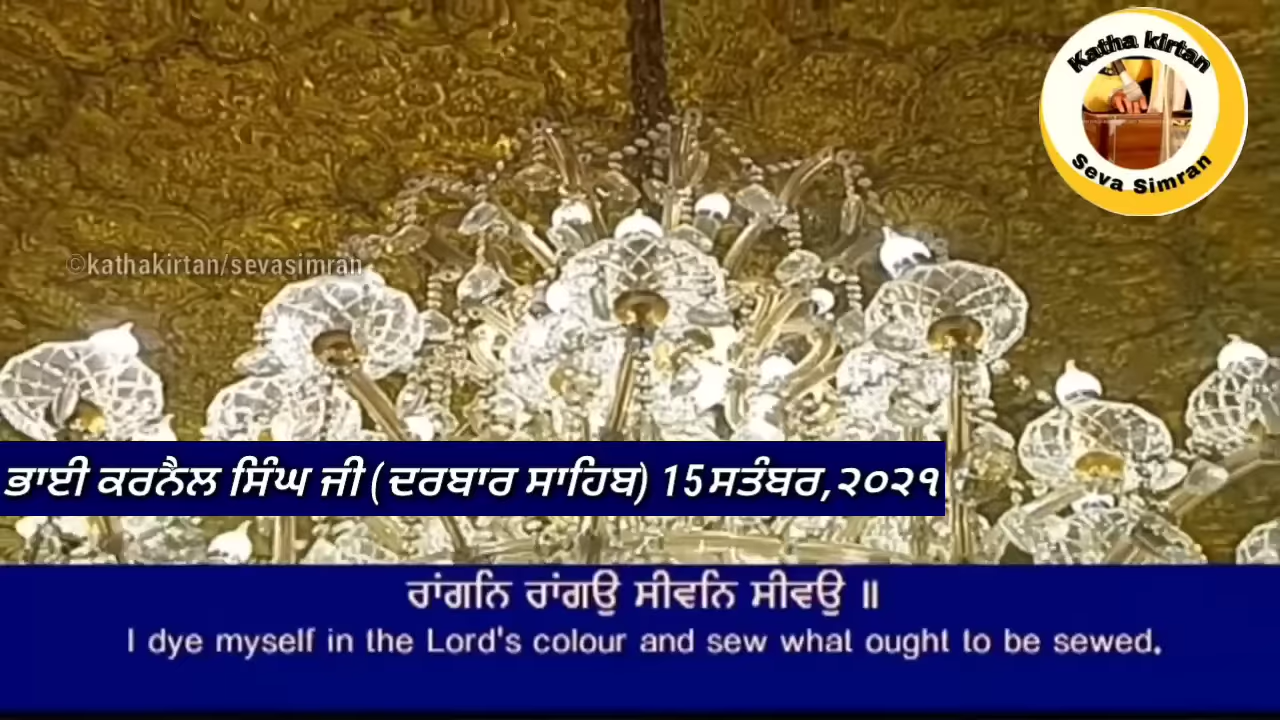 Katha kirtan
Seva Simran
©kathakirtan/sevasimran
ਭਾਈ ਕਰਨੈਲ ਸਿੰਘ ਜੀ (ਦਰਬਾਰ ਸਾਹਿਬ) 15 ਸਤੰਬਰ,੨੦੨੧
ਰਾਂਗਨਿ ਰਾਂਗਉ ਸੀਵਨਿ ਸੀਵਉ ॥
I dye myself in the Lord's colour and sew what ought to be sewed.